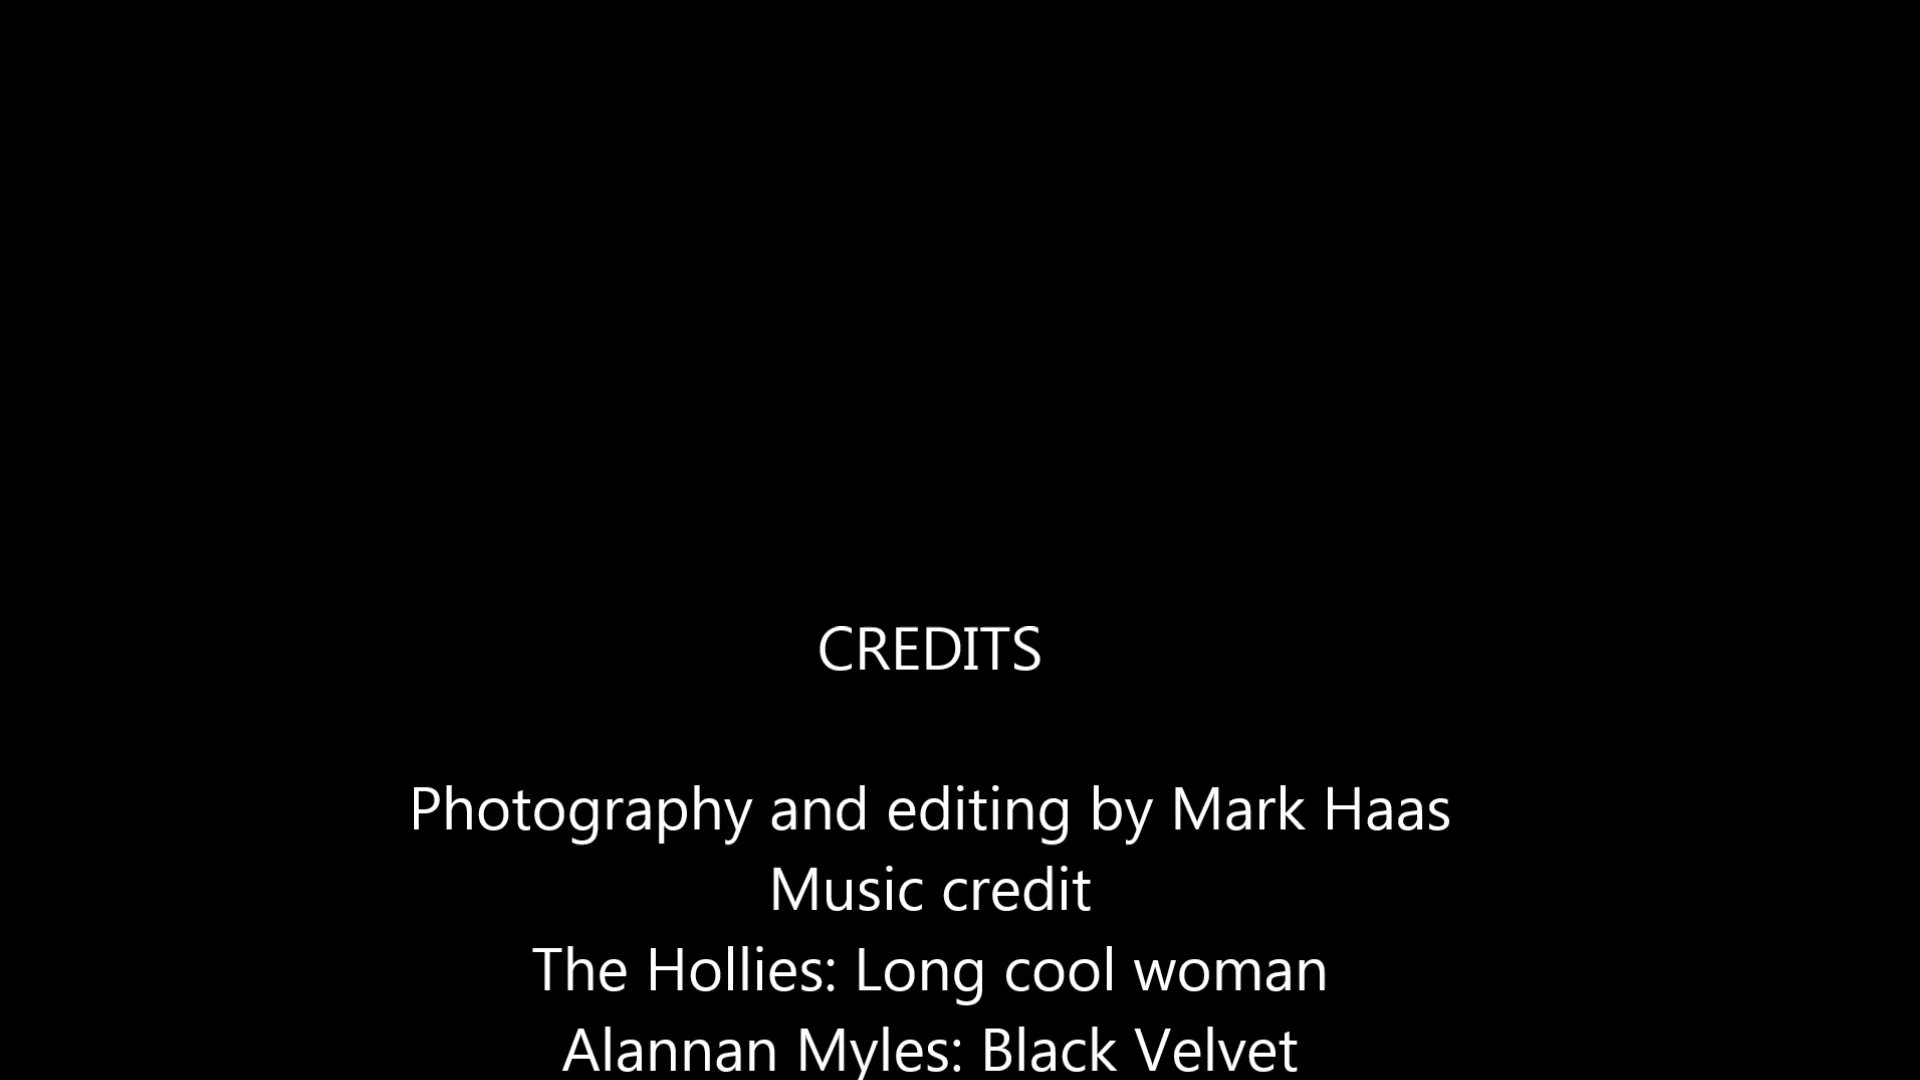 CREDITS
Photography and editing by Mark Haas
Music credit
The Hollies: Long cool woman
Alannan Myles: Black Velvet